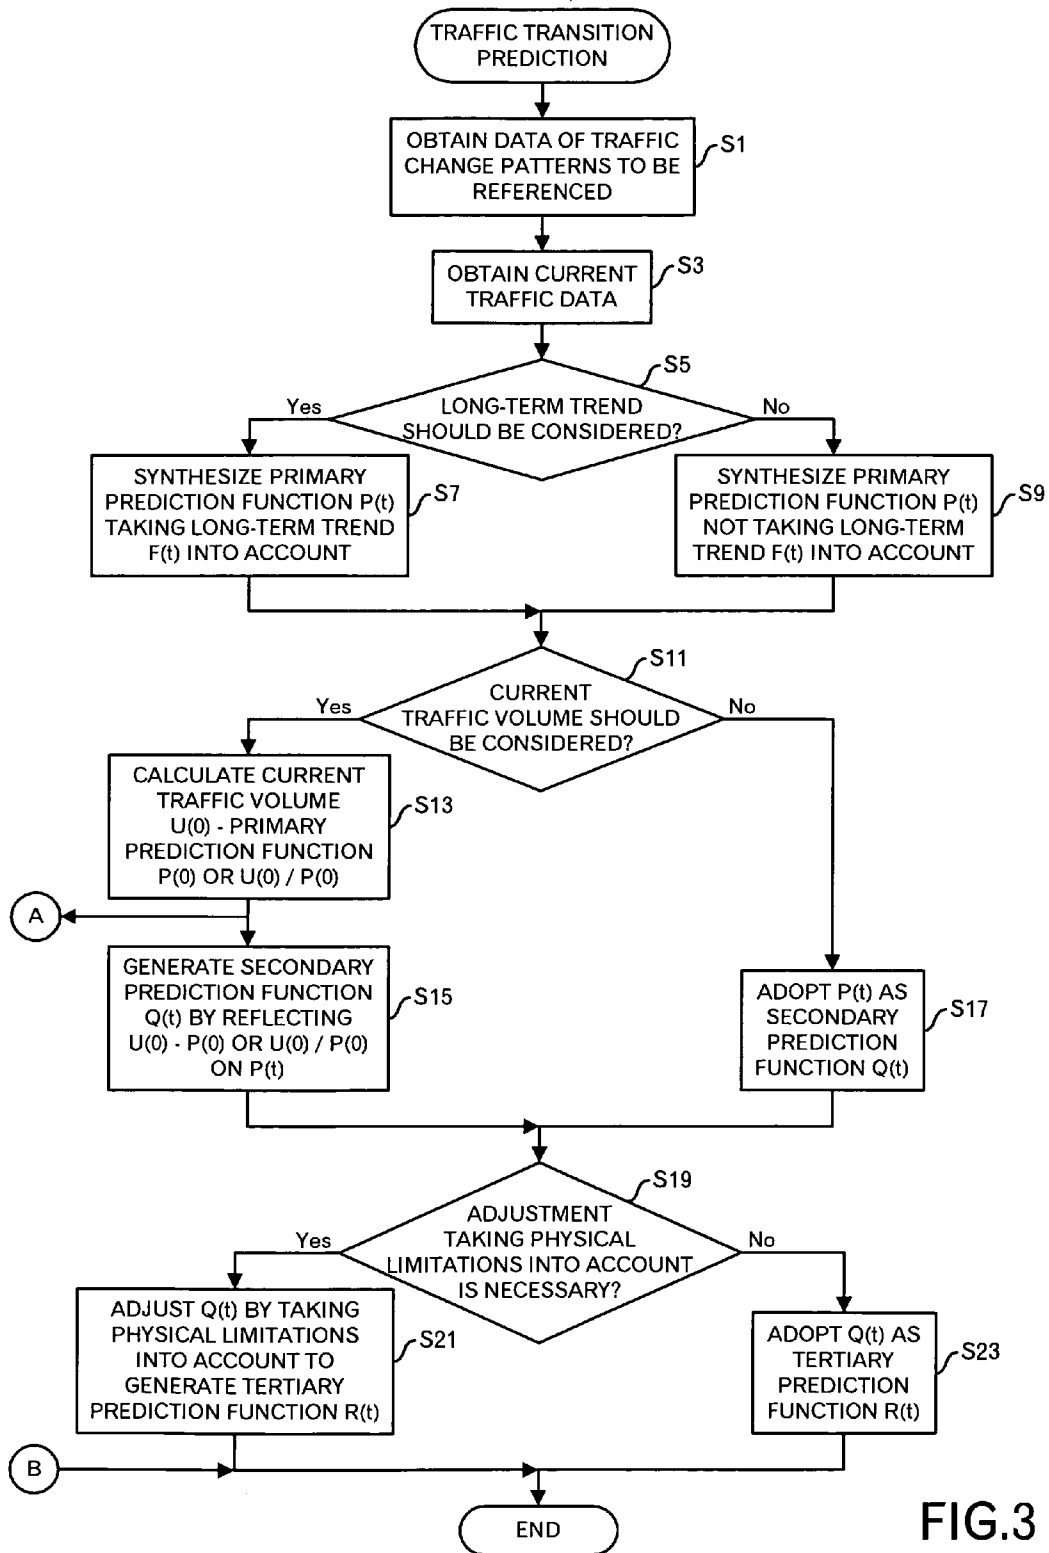 TRAFFIC TRANSITION
PREDICTION
OBTAIN DATA OF TRAFFIC
CHANGE PATTERNS TO BE
REFERENCED
S1
OBTAIN CURRENT
TRAFFIC DATA
S3
LONG-TERM TREND
SHOULD BE CONSIDERED?
S5
Yes
No
SYNTHESIZE PRIMARY
PREDICTION FUNCTION P(t)
TAKING LONG-TERM TREND
F(t) INTO ACCOUNT
S7
SYNTHESIZE PRIMARY
PREDICTION FUNCTION P(t)
NOT TAKING LONG-TERM
TREND F(t) INTO ACCOUNT
S9
CURRENT
TRAFFIC VOLUME SHOULD
BE CONSIDERED?
S11
Yes
No
CALCULATE CURRENT
TRAFFIC VOLUME
U(0) - PRIMARY
PREDICTION FUNCTION
P(0) OR U(0) / P(0)
S13
A
GENERATE SECONDARY
PREDICTION FUNCTION
Q(t) BY REFLECTING
U(0) - P(0) OR U(0) / P(0)
ON P(t)
S15
ADOPT P(t) AS
SECONDARY
PREDICTION
FUNCTION Q(t)
S17
ADJUSTMENT
TAKING PHYSICAL
LIMITATIONS INTO ACCOUNT
IS NECESSARY?
S19
Yes
No
ADJUST Q(t) BY TAKING
PHYSICAL LIMITATIONS
INTO ACCOUNT TO
GENERATE TERTIARY
PREDICTION FUNCTION R(t)
S21
ADOPT Q(t) AS
TERTIARY
PREDICTION
FUNCTION R(t)
S23
B
END
FIG.3